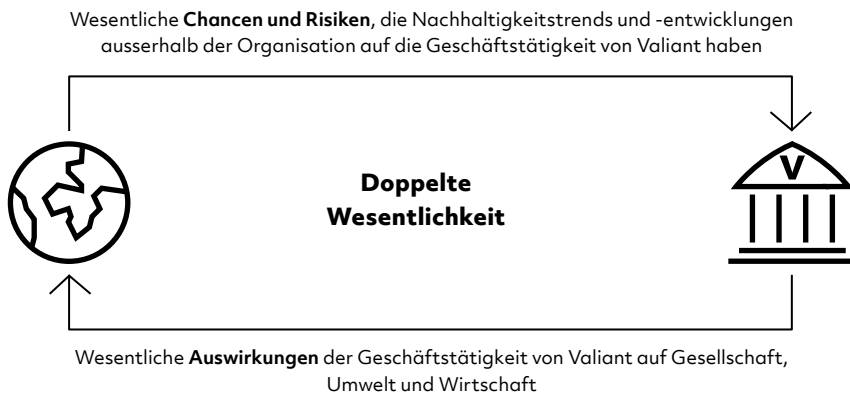 Wesentliche Chancen und Risiken, die Nachhaltigkeitstrends und -entwicklungen
ausserhalb der Organisation auf die Geschäftstätigkeit von Valiant haben
V
Doppelte
Wesentlichkeit
Wesentliche Auswirkungen der Geschäftstätigkeit von Valiant auf Gesellschaft,
Umwelt und Wirtschaft